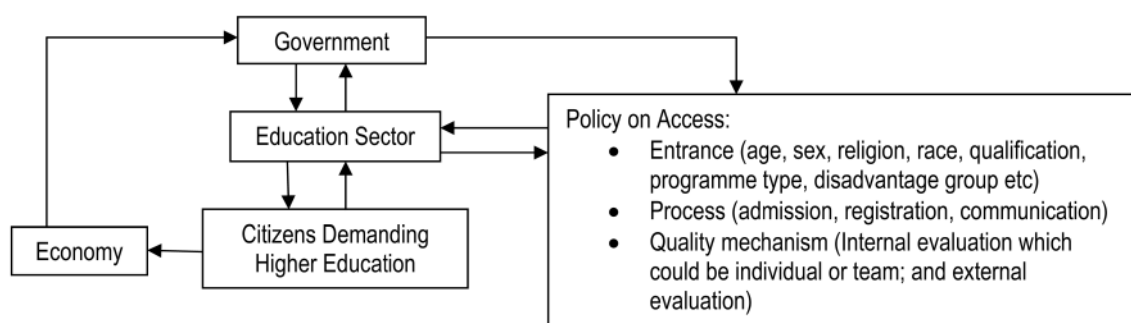 Government
Education Sector
Citizens Demanding
Higher Education
Economy
Policy on Access:
• Entrance (age, sex, religion, race, qualification,
programme type, disadvantage group etc)
• Process (admission, registration, communication)
• Quality mechanism (Internal evaluation which
could be individual or team; and external
evaluation)